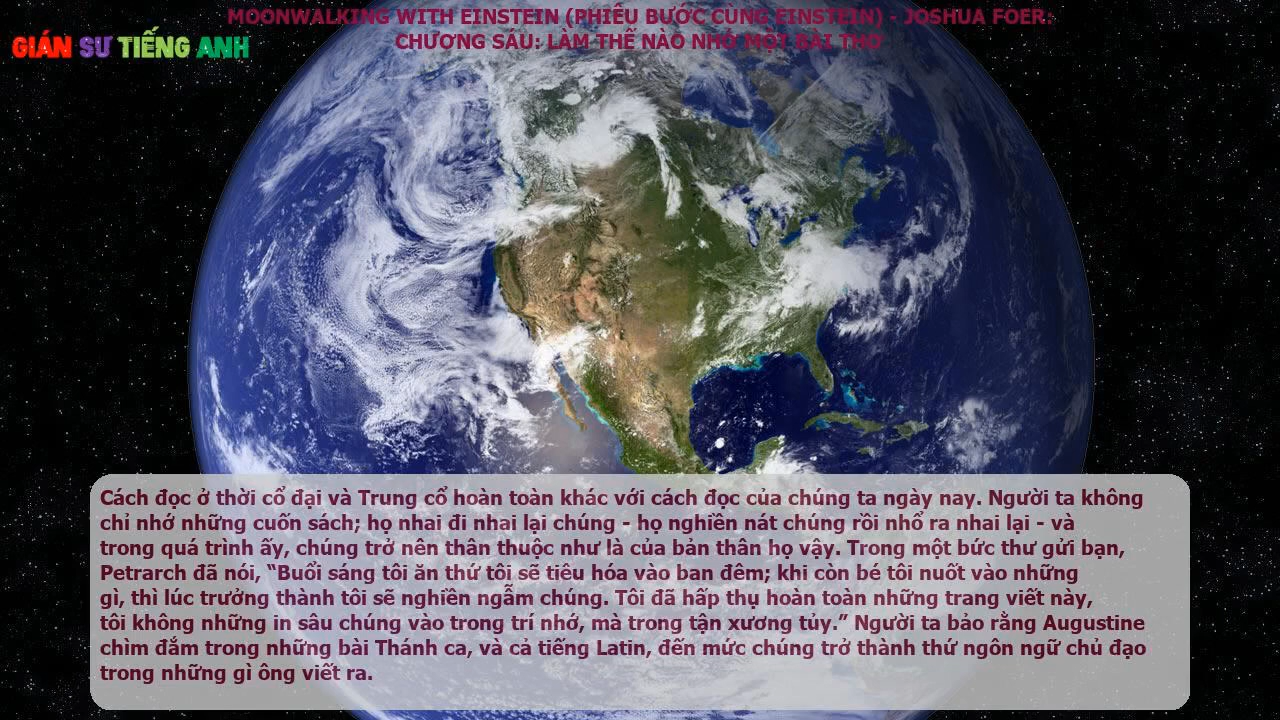 MOONWALKING WITH EINSTEIN (PHIÊU BƯỚC CÙNG EINSTEIN) - JOSHUA FOER:
CHƯƠNG SÁU: LÀM THẾ NÀO NHỚ MỘT BÀI THƠ
GIÁN SƯ TIẾNG ANH
Cách đọc ở thời cổ đại và Trung cổ hoàn toàn khác với cách đọc của chúng ta ngày nay. Người ta không
chỉ nhớ những cuốn sách; họ nhai đi nhai lại chúng - họ nghiền nát chúng rồi nhổ ra nhai lại - và
trong quá trình ấy, chúng trở nên thân thuộc như là của bản thân họ vậy. Trong một bức thư gửi bạn,
Petrarch đã nói, “Buổi sáng tôi ăn thứ tôi sẽ tiêu hóa vào ban đêm; khi còn bé tôi nuốt vào những
gì, thì lúc trưởng thành tôi sẽ nghiền ngẫm chúng. Tôi đã hấp thụ hoàn toàn những trang viết này,
tôi không những in sâu chúng vào trong trí nhớ, mà trong tận xương tủy.” Người ta bảo rằng Augustine
chìm đắm trong những bài Thánh ca, và cả tiếng Latin, đến mức chúng trở thành thứ ngôn ngữ chủ đạo
trong những gì ông viết ra.